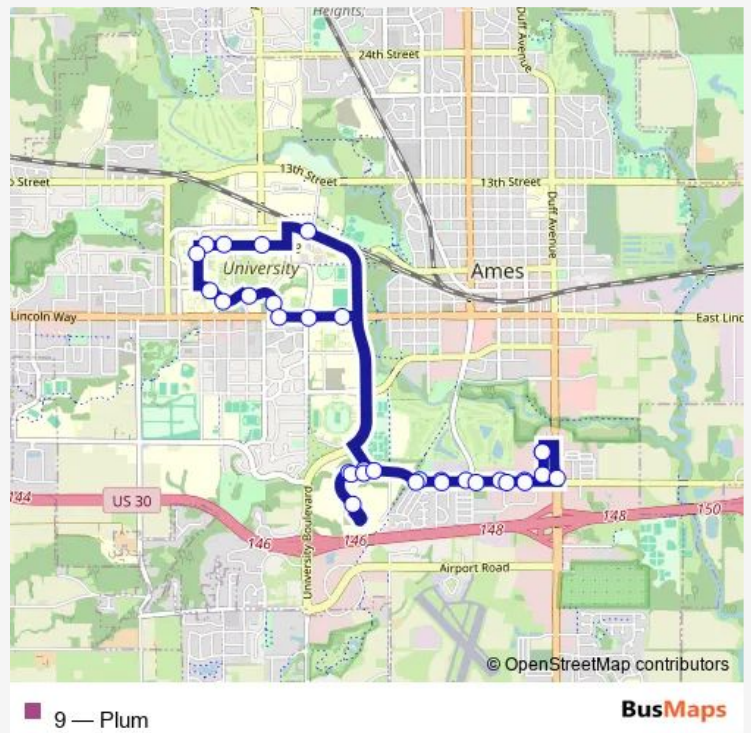 Heights,
Duff Avenue
24th Street
13th Street
13th Street
Street
Duff Avenue
University
Ames
Lincoln Way
East Linc
144
US 30
University Boulevard
146
146
148
148
150
Airport Road
© OpenStreetMap contributors
9 — Plum
BusMaps